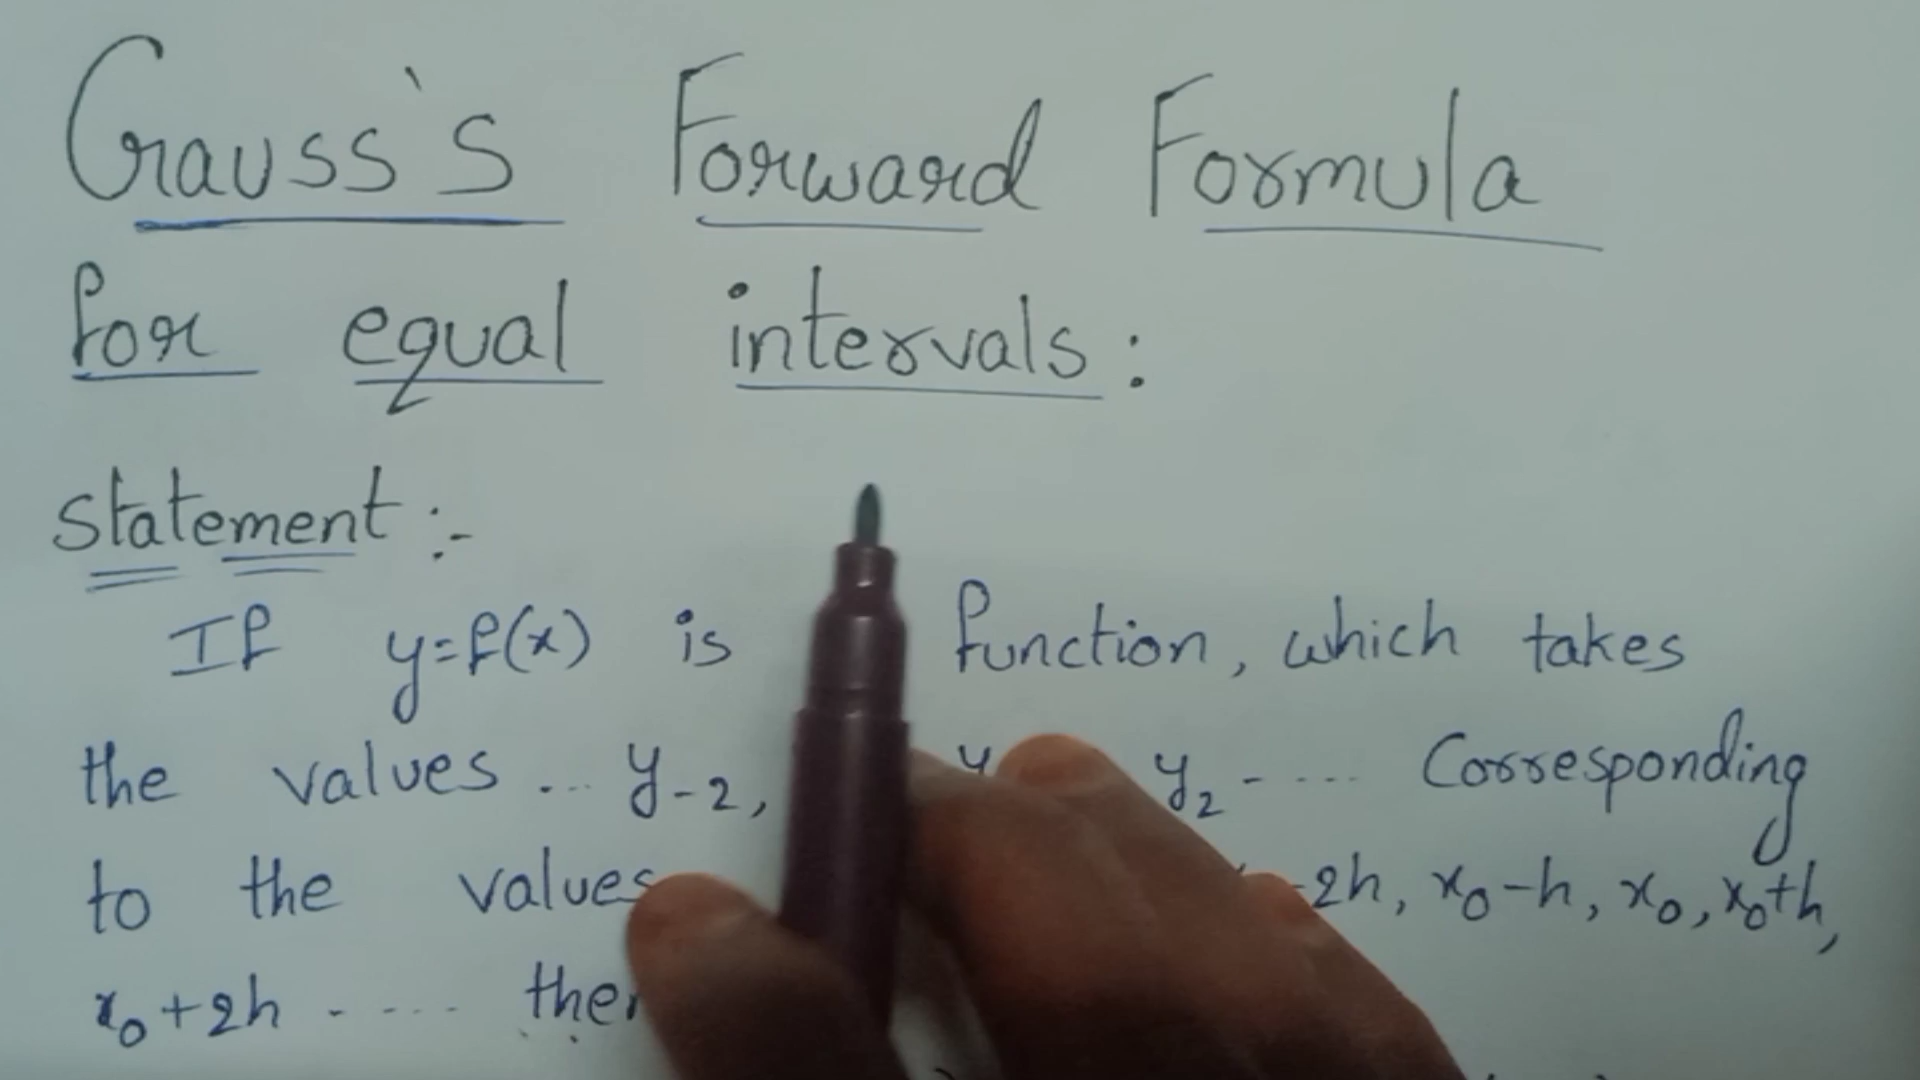 Gauss's Forward Formula
for equal intervals:
Statement :-
If y=f(x) is function, which takes
the values ... y-2, y2 - .... Corresponding
to the values -2h, x0-h, x0, x0+h,
x0+2h - ....